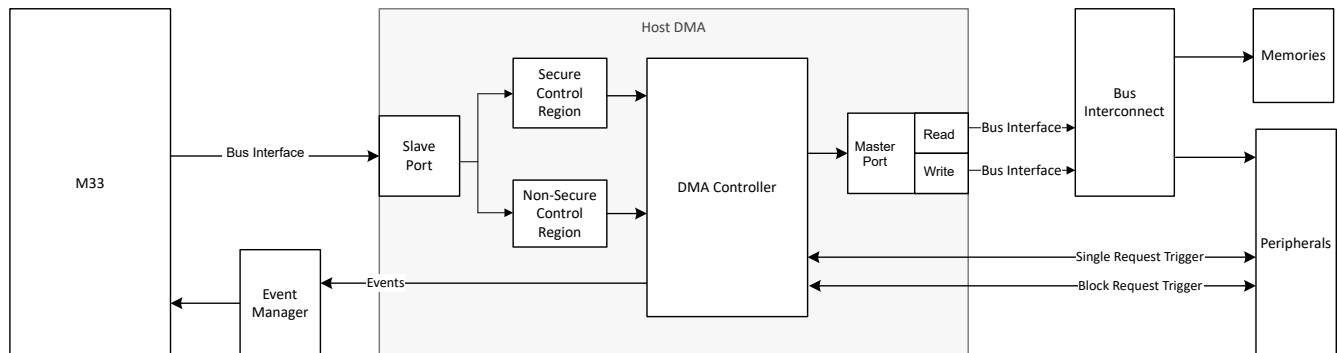 Host DMA
M33
Bus Interface
Slave
Port
Secure
Control
Region
Non-Secure
Control
Region
DMA Controller
Master
Port
Read
Write
Bus Interface
Bus Interface
Bus
Interconnect
Memories
Peripherals
Single Request Trigger
Block Request Trigger
Events
Event
Manager